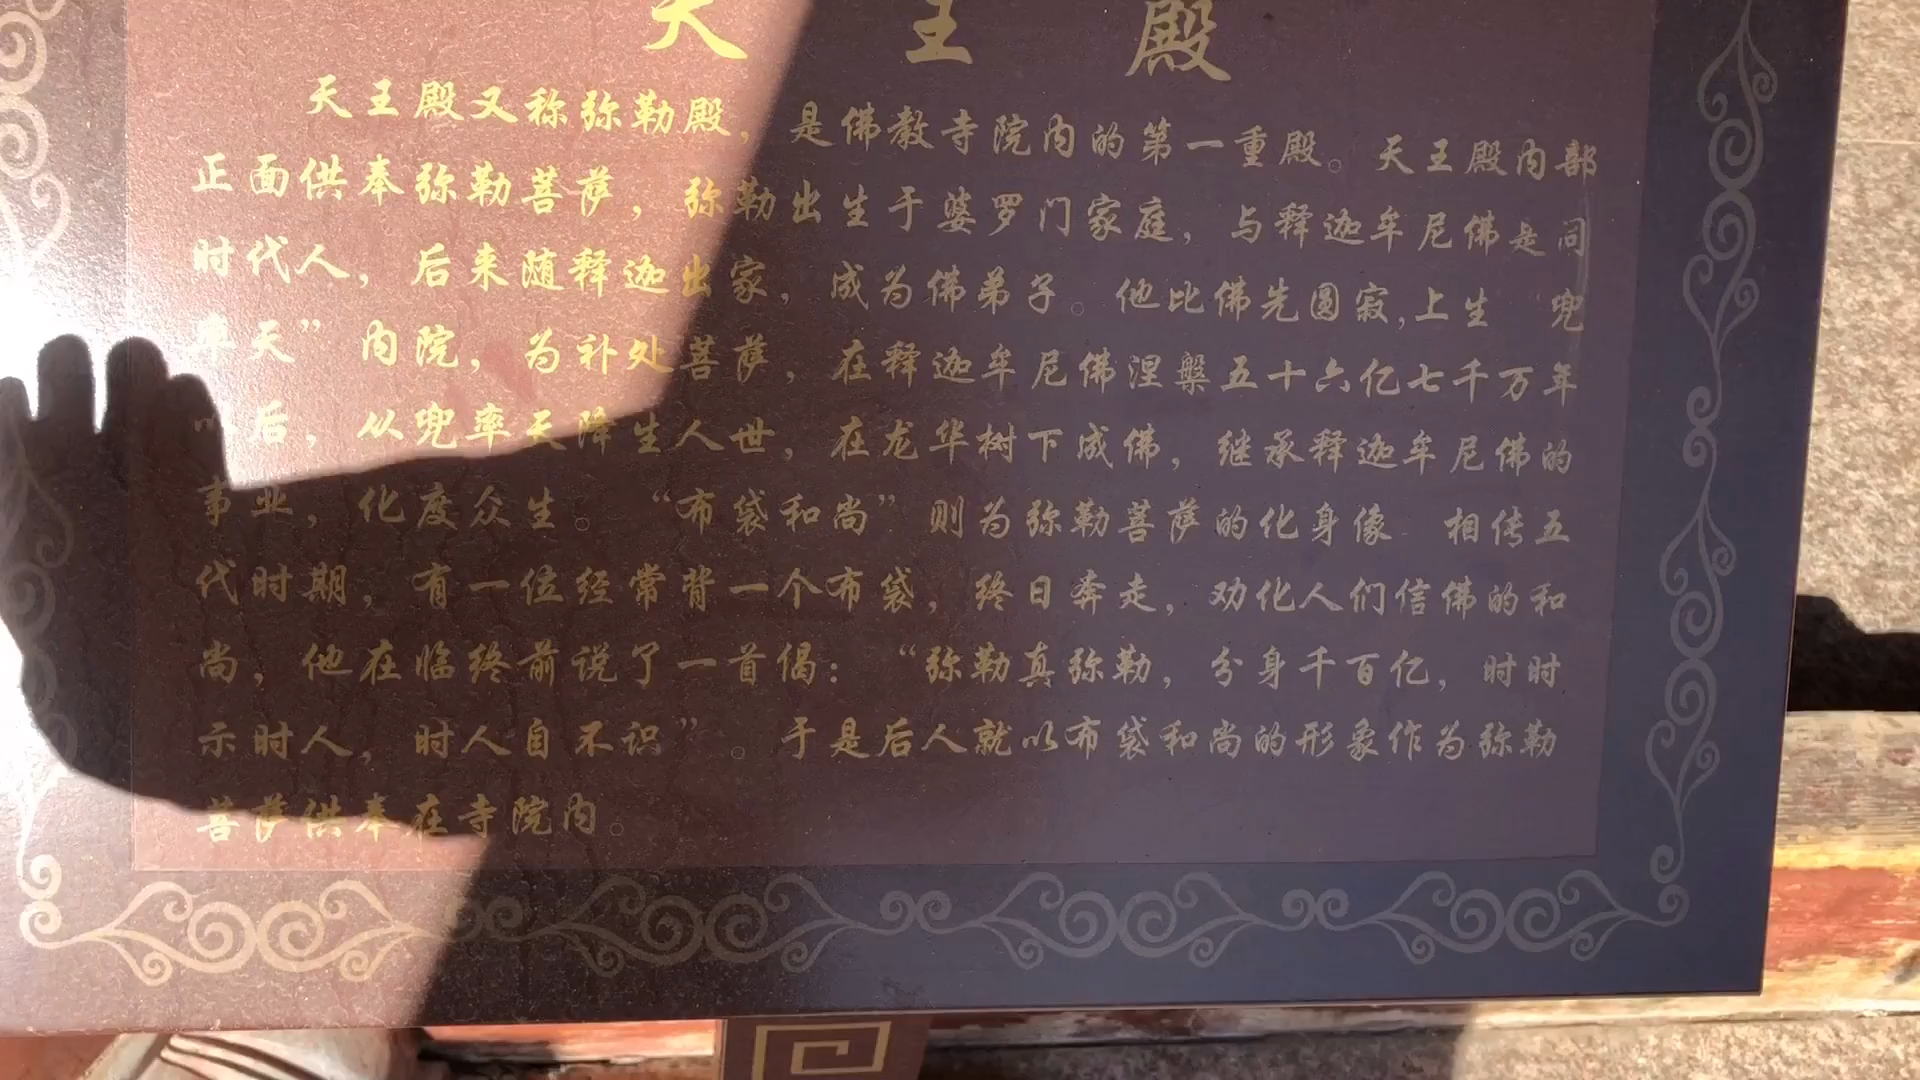 天王殿
天王殿又称弥勒殿，是佛教寺院内的第一重殿。天王殿内部
正面供奉弥勒菩萨，弥勒出生于婆罗门家庭，与释迦牟尼佛是同
时代人，后来随释迦出家，成为佛弟子。他比佛先圆寂,上生 兜
率天”内院，为补处菩萨，在释迦牟尼佛涅槃五十六亿七千万年
后，从兜率天降生人世，在龙华树下成佛，继承释迦牟尼佛的
事业，化度众生。“布袋和尚”则为弥勒菩萨的化身像 相传五
代时期，有一位经常背一个布袋，终日奔走，劝化人们信佛的和
尚，他在临终前说了一首偈：“弥勒真弥勒，分身千百亿，时时
示时人，时人自不识”。于是后人就以布袋和尚的形象作为弥勒
菩萨供奉在寺院内。